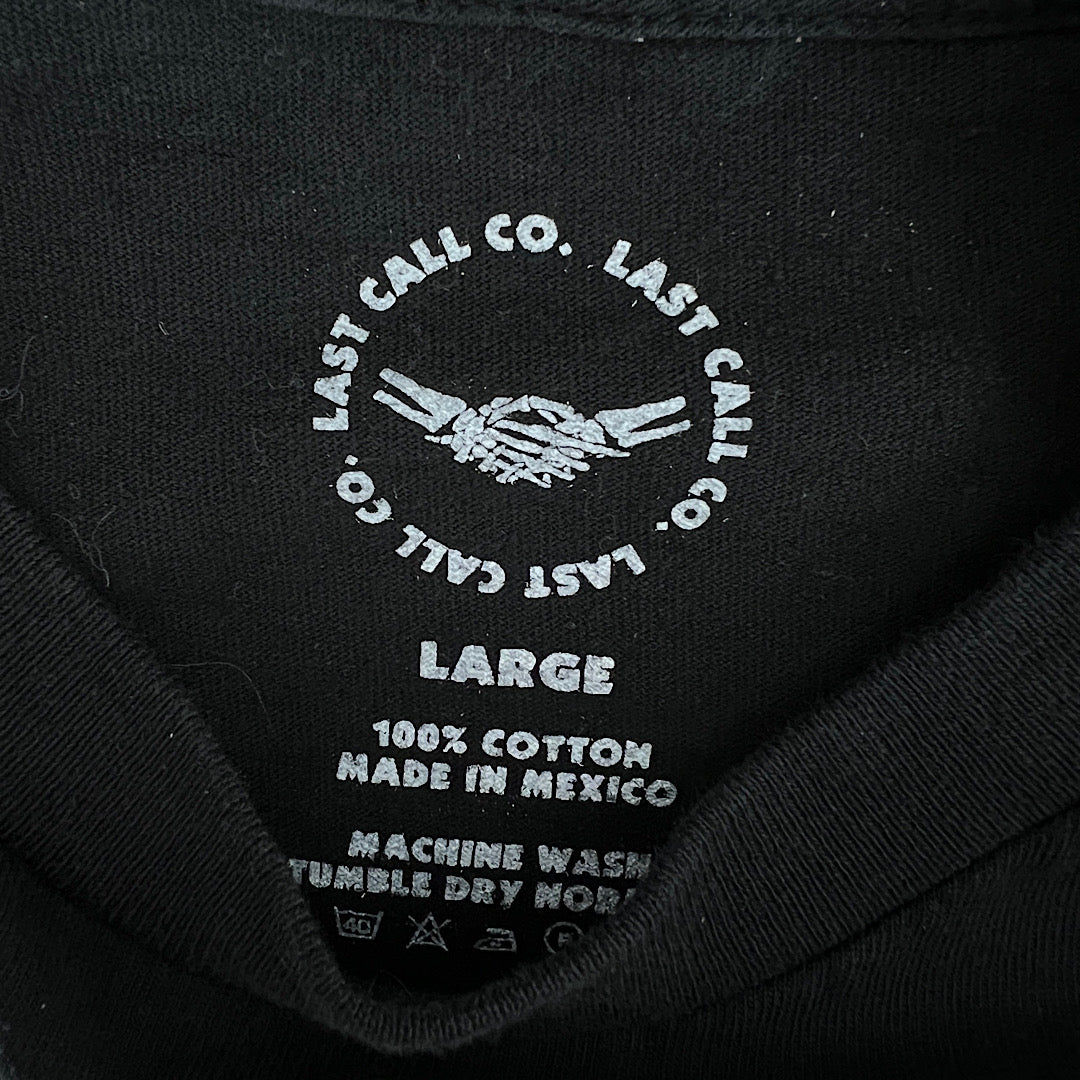 LAST CALL CO. LAST CALL CO. LAST CALL CO.
LARGE
100% COTTON
MADE IN MEXICO
MACHINE WASH
TUMBLE DRY
40